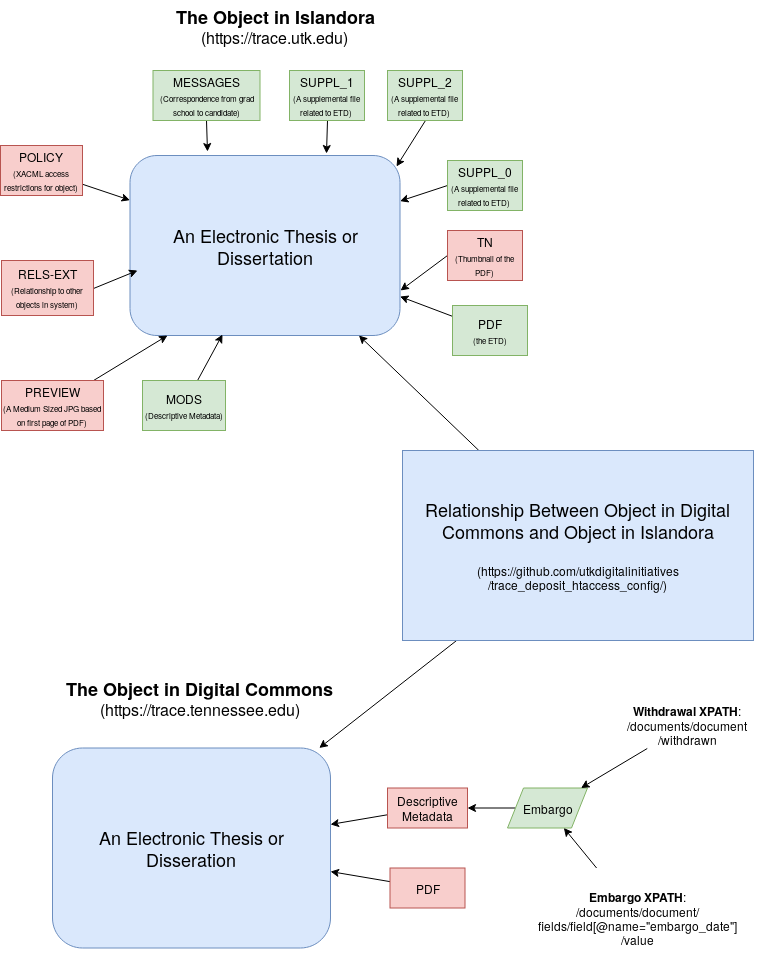 The Object in Islandora
(https://trace.utk.edu)
MESSAGES
(Correspondence from grad
school to candidate)
SUPPL_1
(A supplemental file
related to ETD)
SUPPL_2
(A supplemental file
related to ETD)
POLICY
(XACML access
restrictions for object)
SUPPL_0
(A supplemental file
related to ETD)
An Electronic Thesis or
Dissertation
TN
(Thumbnail of the
PDF)
RELS-EXT
(Relationship to other
objects in system)
PDF
(the ETD)
PREVIEW
(A Medium Sized JPG based
on first page of PDF)
MODS
(Descriptive Metadata)
Relationship Between Object in Digital
Commons and Object in Islandora
(https://github.com/utkdigitalinitiatives
/trace_deposit_htaccess_config/)
The Object in Digital Commons
(https://trace.tennessee.edu)
Withdrawal XPATH:
/documents/document
/withdrawn
An Electronic Thesis or
Disseration
Descriptive
Metadata
Embargo
PDF
Embargo XPATH:
/documents/document/
fields/field[@name="embargo_date"]
/value